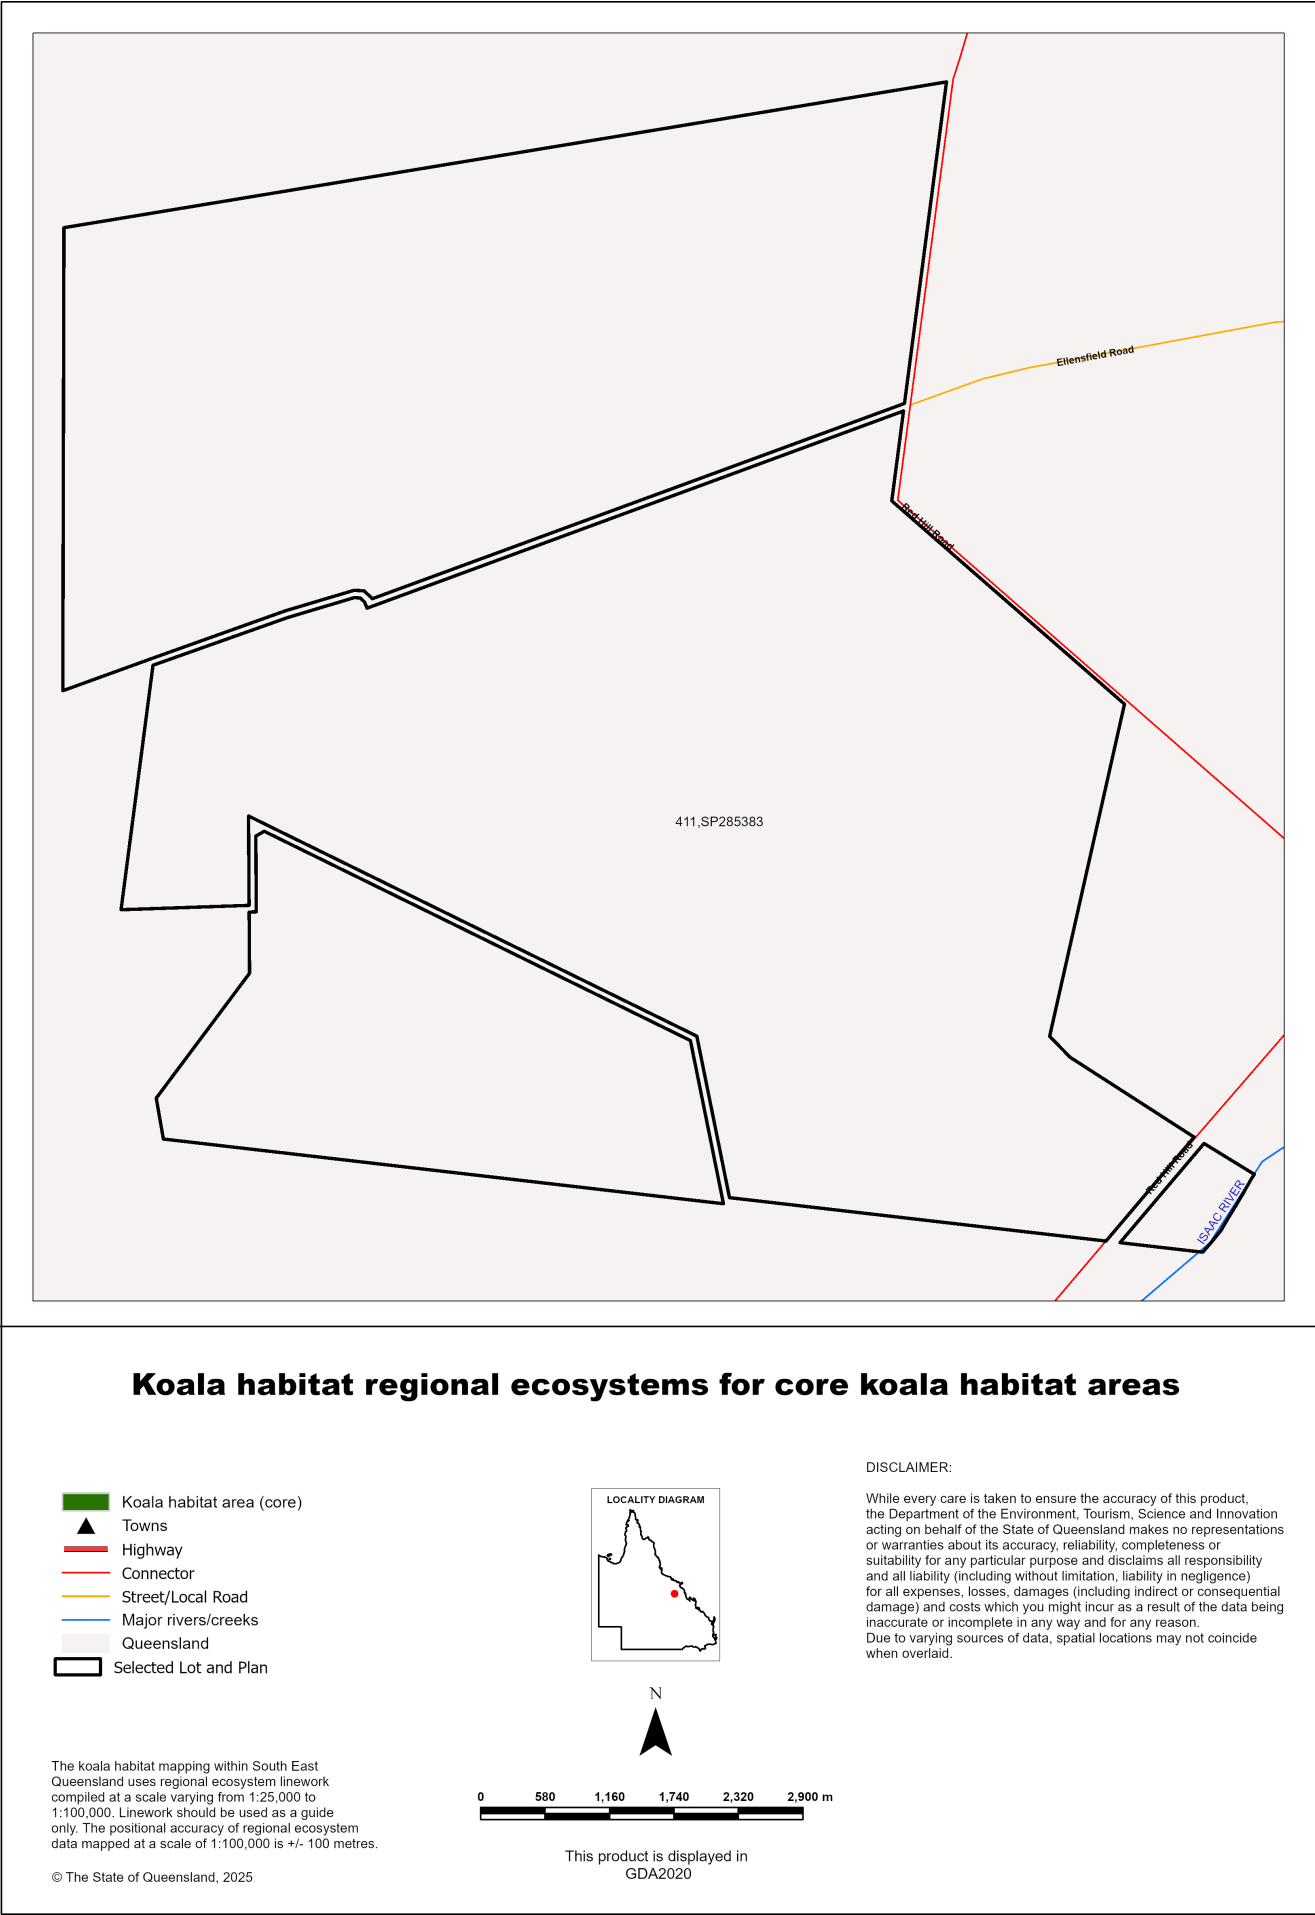 Ellensfield Road
Red Hill Road
411,SP285383
Red Hill Road
ISAAC RIVER
Koala habitat regional ecosystems for core koala habitat areas
Koala habitat area (core)
Towns
Highway
Connector
Street/Local Road
Major rivers/creeks
Queensland
Selected Lot and Plan
The koala habitat mapping within South East
Queensland uses regional ecosystem linework
compiled at a scale varying from 1:25,000 to
1:100,000. Linework should be used as a guide
only. The positional accuracy of regional ecosystem
data mapped at a scale of 1:100,000 is +/- 100 metres.
© The State of Queensland, 2025
LOCALITY DIAGRAM
N
0 580 1,160 1,740 2,320 2,900 m
This product is displayed in
GDA2020
DISCLAIMER:
While every care is taken to ensure the accuracy of this product,
the Department of the Environment, Tourism, Science and Innovation
acting on behalf of the State of Queensland makes no representations
or warranties about its accuracy, reliability, completeness or
suitability for any particular purpose and disclaims all responsibility
and all liability (including without limitation, liability in negligence)
for all expenses, losses, damages (including indirect or consequential
damage) and costs which you might incur as a result of the data being
inaccurate or incomplete in any way and for any reason.
Due to varying sources of data, spatial locations may not coincide
when overlaid.